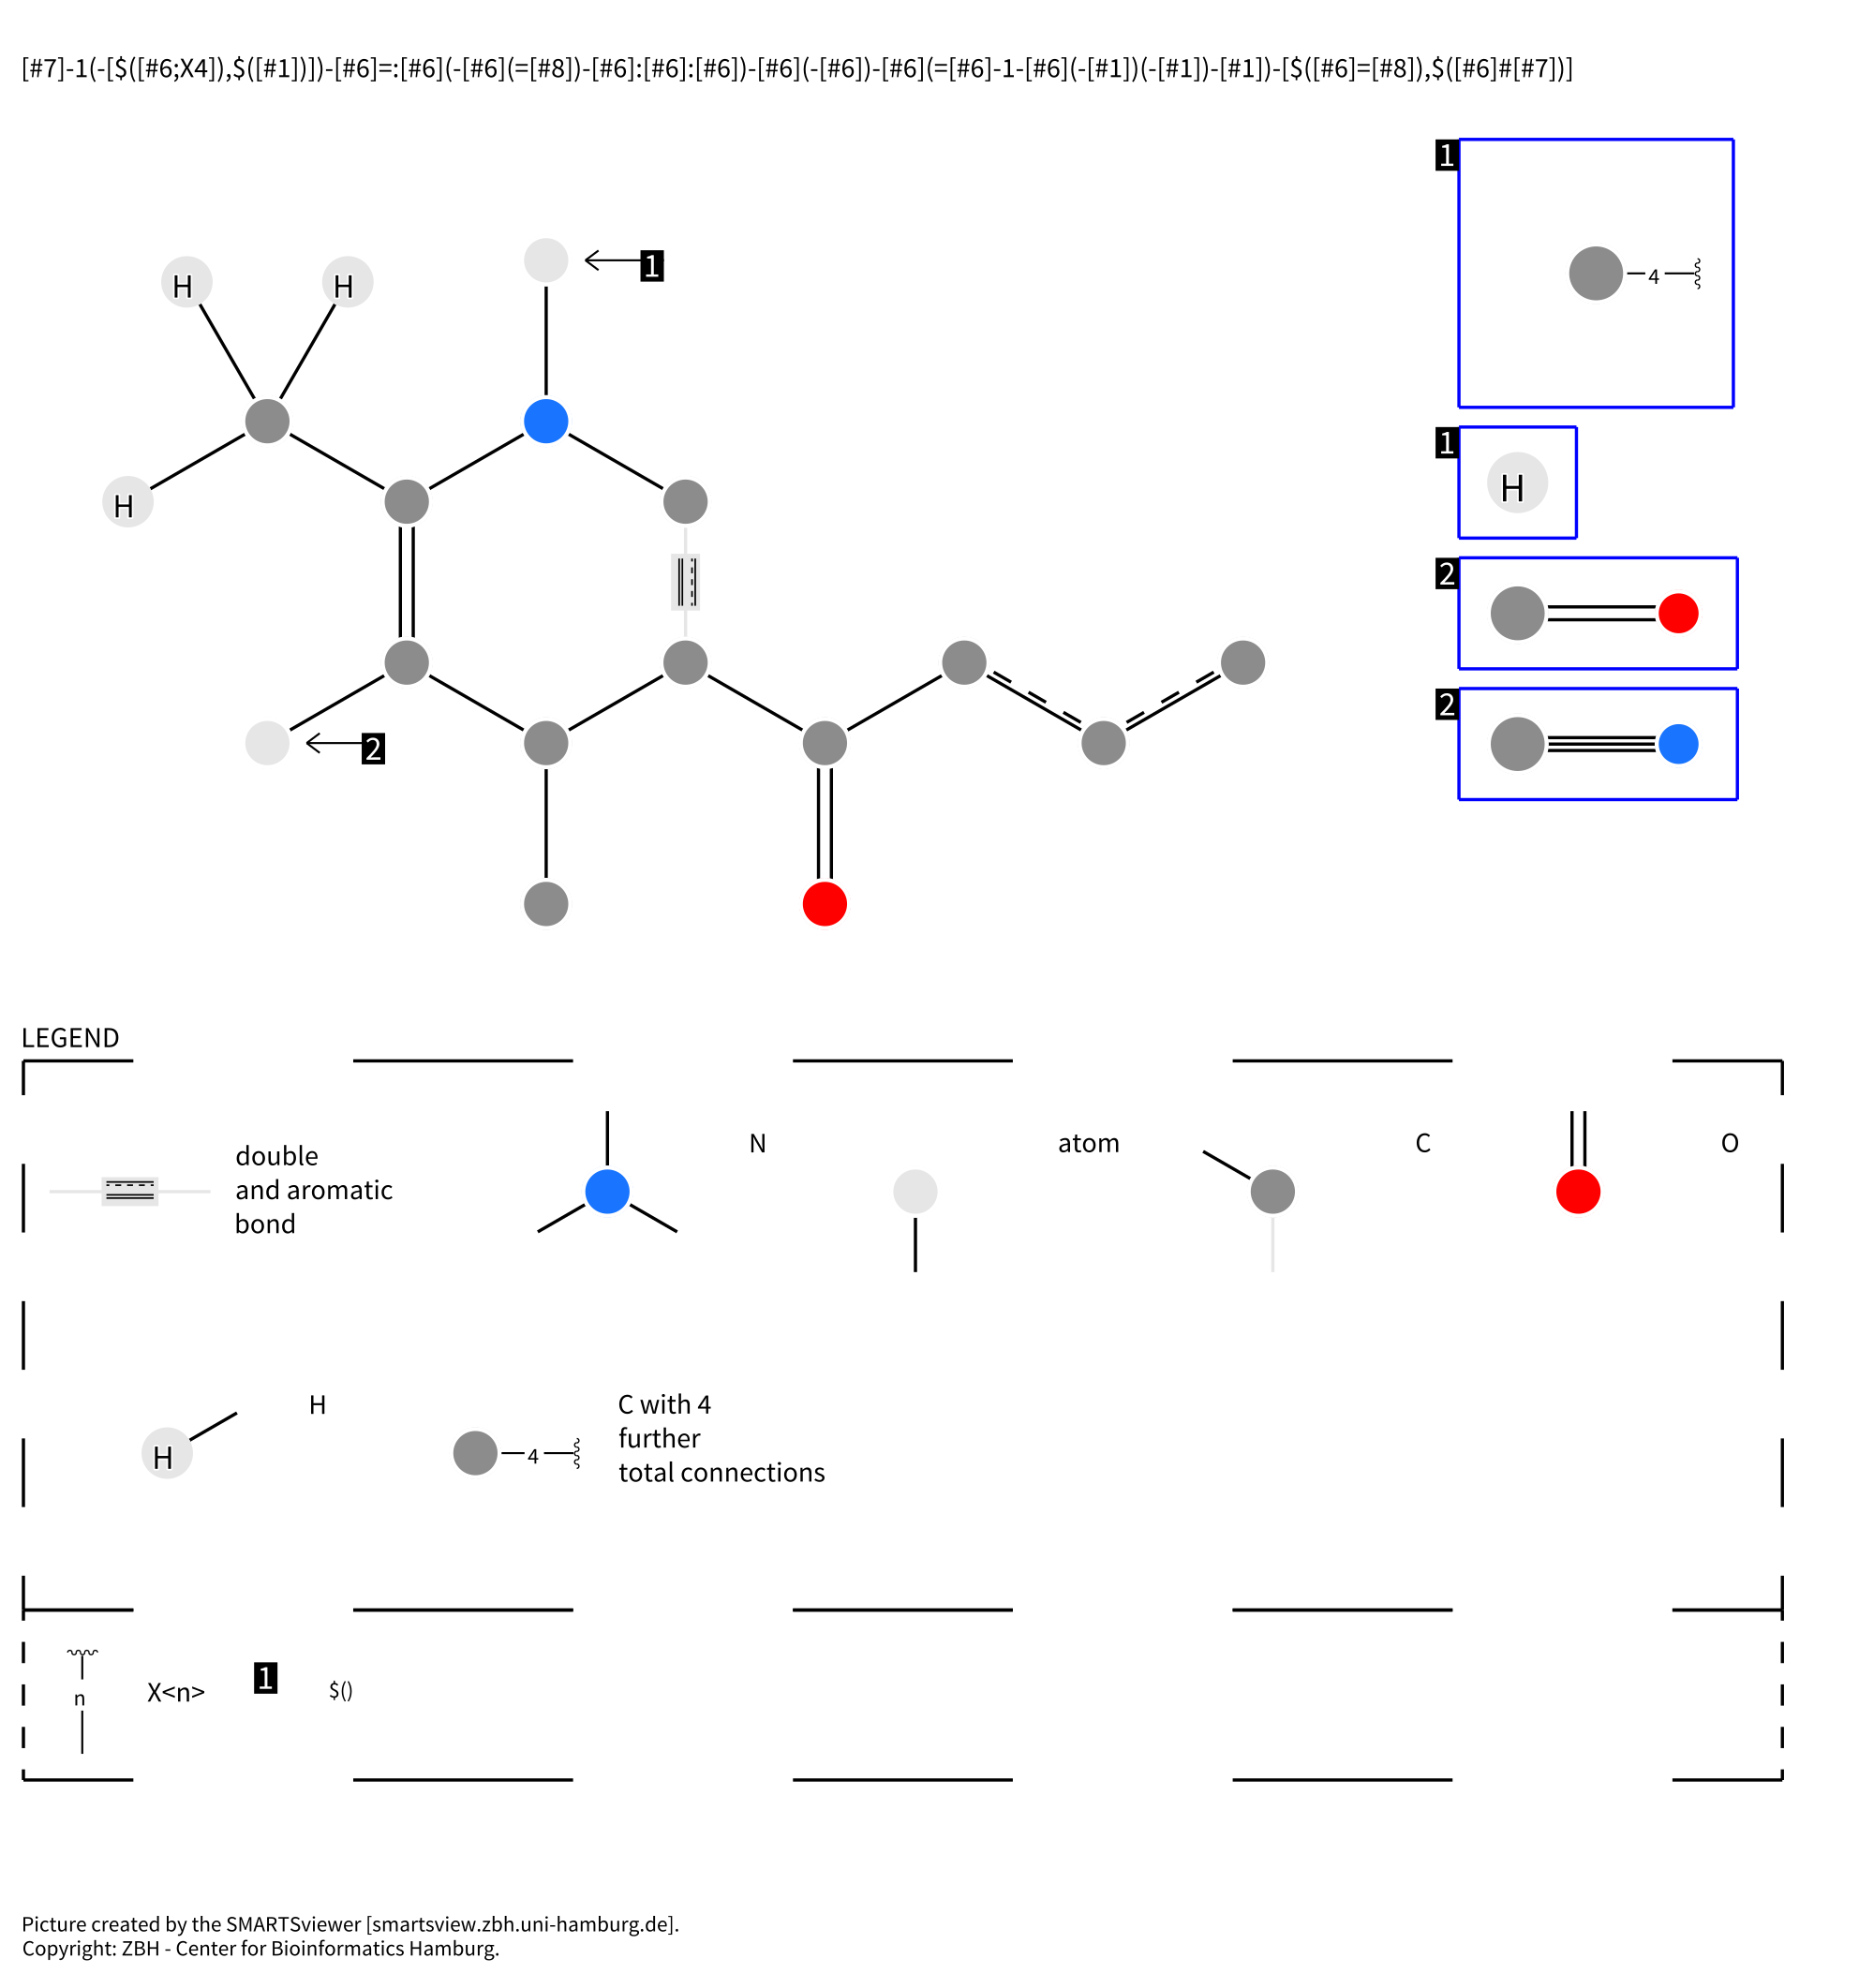 [#7]-1(-[$([#6;X4]),$([#1])])-[#6]=:[#6](-[#6](=[#8])-[#6]:[#6]:[#6])-[#6](-[#6])-[#6](=[#6]-1-[#6](-[#1])(-[#1])-[#1])-[$([#6]=[#8]),$([#6]#[#7])]
1
4
1
H H
1
H
H
2
2
2
LEGEND
double
and aromatic
bond
N
atom
C
O
H
H
4
C with 4
further
total connections
n
X<n>
1
$()
Picture created by the SMARTSviewer [smartsview.zbh.uni-hamburg.de].
Copyright: ZBH - Center for Bioinformatics Hamburg.